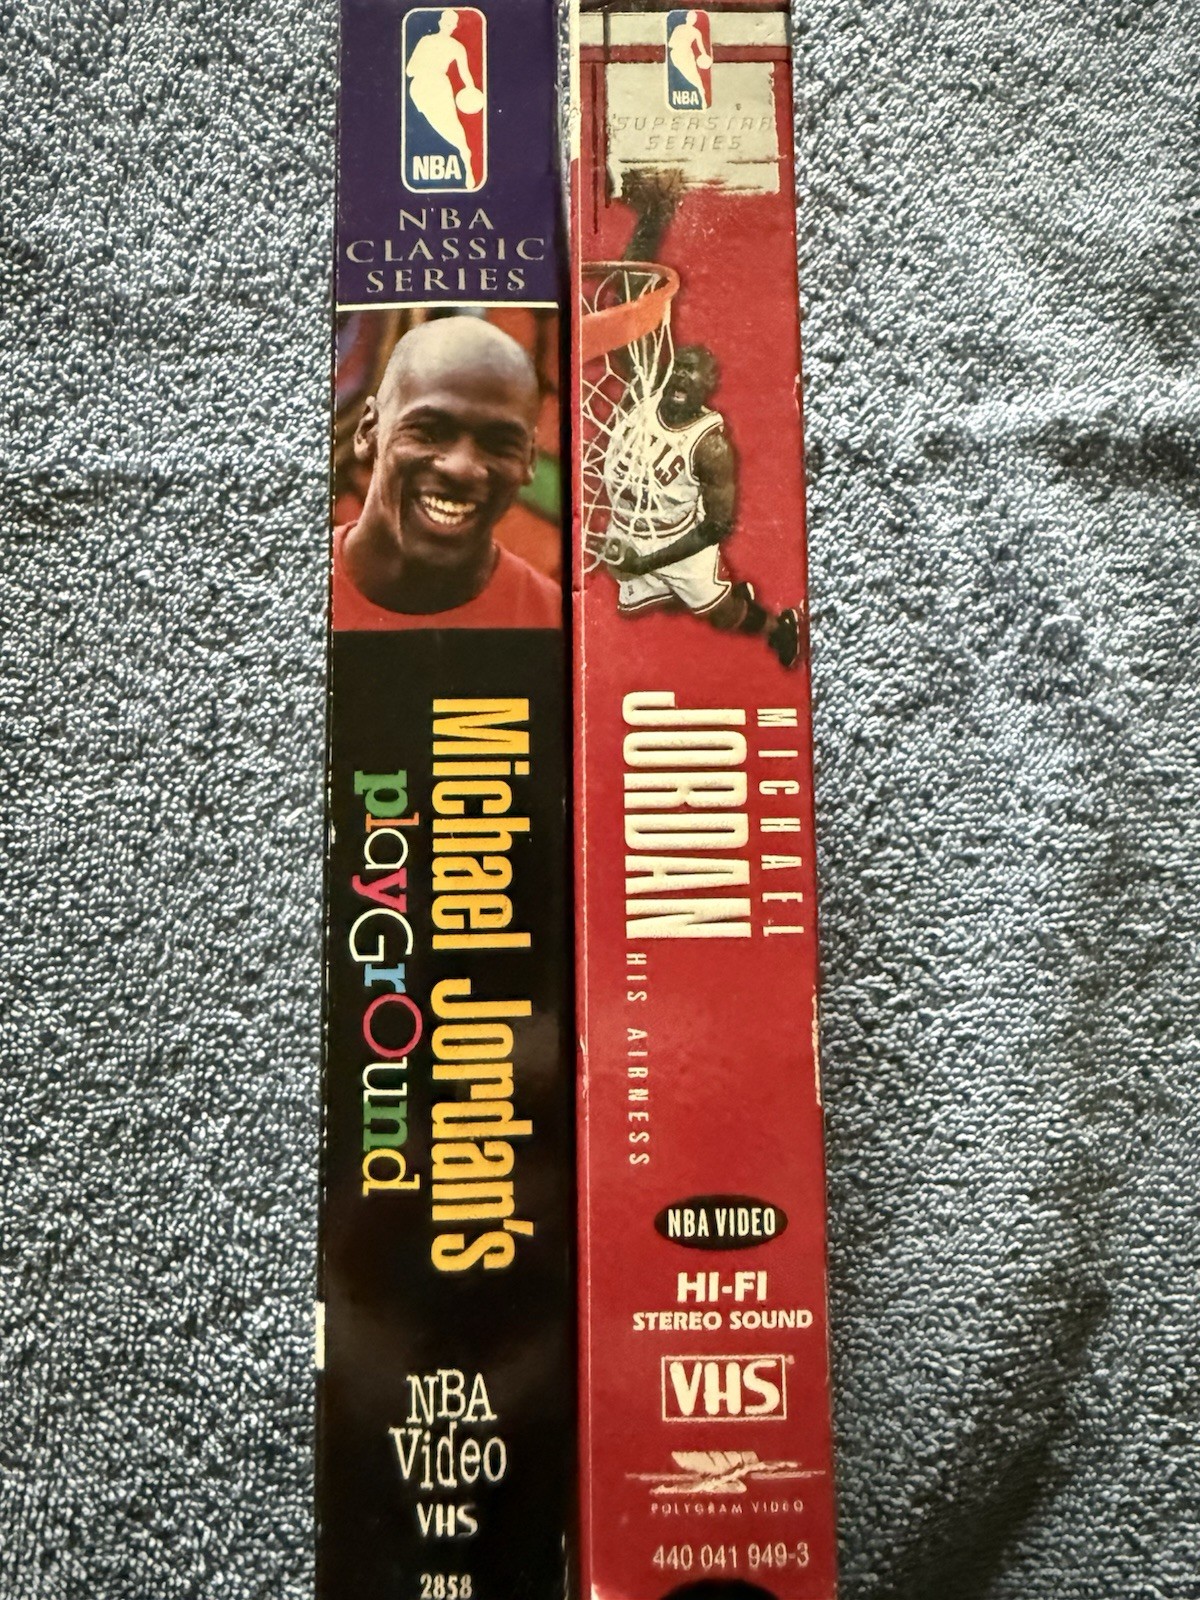 NBA
NBA
CLASSIC
SERIES
Michael Jordan's
playGrOund
NBA
Video
VHS
2858
NBA
SUPERSTAR
SERIES
MICHAEL
JORDAN
HIS AIRNESS
NBA VIDEO
HI-FI
STEREO SOUND
VHS
POLYGRAM VIDEO
440 041 949-3